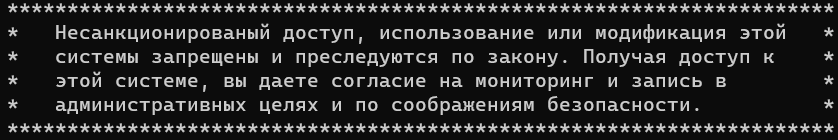 *********************************************************************
*   Несанкционированый доступ, использование или модификация этой   *
*   системы запрещены и преследуются по закону. Получая доступ к    *
*   этой системе, вы даете согласие на мониторинг и запись в        *
*   административных целях и по соображениям безопасности.          *
*********************************************************************